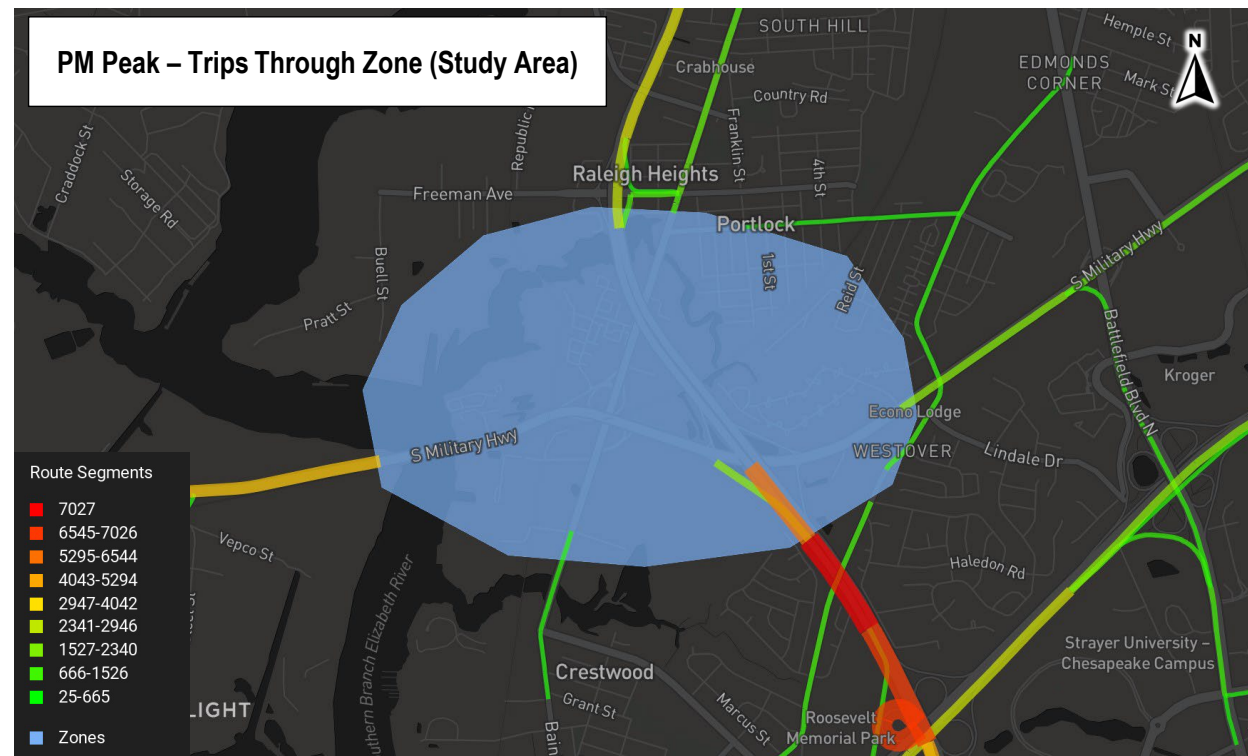 PM Peak – Trips Through Zone (Study Area)
N
SOUTH HILL
Hemple St
Crabhouse
EDMONDS
CORNER
Mark St
Country Rd
Craddock St
Storage Rd
Franklin St
4th St
Raleigh Heights
Freeman Ave
Portlock
Buell St
1st St
Reid St
S Military Hwy
Pratt St
Battlefield Blvd N
Kroger
Econo Lodge
S Military Hwy
WESTOVER
Lindale Dr
Route Segments
7027
6545-7026
5295-6544
4043-5294
2947-4042
2341-2946
1527-2340
666-1526
25-665
Zones
Vepco St
Haledon Rd
Strayer University –
Chesapeake Campus
Crestwood
Grant St
Marcus St
Roosevelt
Memorial Park
LIGHT
Bain
uthern Branch Elizabeth River